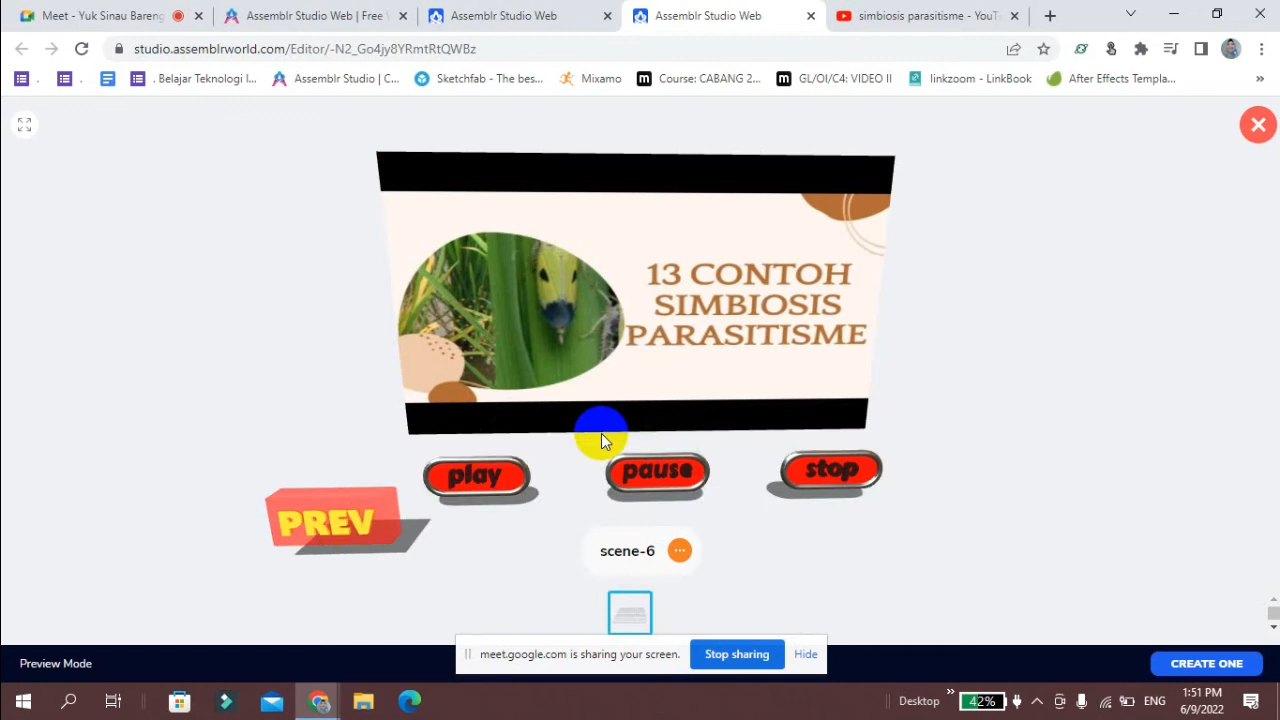 Meet - Yuk Sinau Bareng
Assemblr Studio Web | Free V
Assemblr Studio Web
Assemblr Studio Web
simbiosis parasitisme - YouT
studio.assemblrworld.com/Editor/-N2_Go4jy8YRmtRtQWBz
.
.
. Belajar Teknologi I...
Assemblr Studio | C...
Sketchfab - The bes...
Mixamo
Course: CABANG 2...
GL/OI/C4: VIDEO II
linkzoom - LinkBook
After Effects Templa...
»
13 CONTOH
SIMBIOSIS
PARASITISME
play
pause
stop
PREV
scene-6
meet.google.com is sharing your screen.
Stop sharing
Hide
Preview Mode
CREATE ONE
Desktop
42%
ENG
1:51 PM
6/9/2022